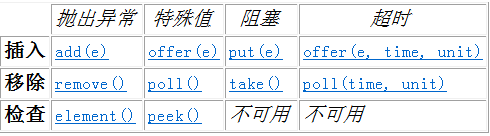 抛出异常 特殊值 阻塞 超时
插入 add(e) offer(e) put(e) offer(e, time, unit)
移除 remove() poll() take() poll(time, unit)
检查 element() peek() 不可用 不可用